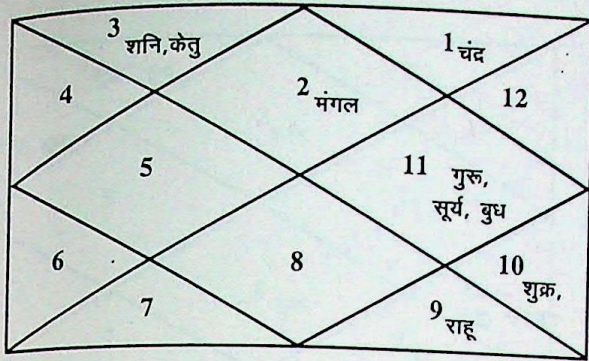 3 शनि,केतु
1 चंद्र
4
2 मंगल
12
5
11 गुरू,
सूर्य, बुध
6
8
10
शुक्र,
7
9 राहू